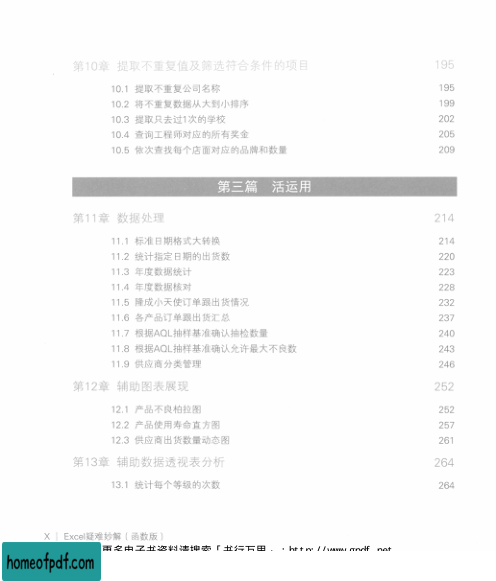 第10章 提取不重复值及筛选符合条件的项目 195
10.1 提取不重复公司名称 195
10.2 将不重复数据从大到小排序 199
10.3 提取只去过1次的学校 202
10.4 查询工程师对应的所有奖金 205
10.5 依次查找每个店面对应的品牌和数量 209
第三篇 活运用
第11章 数据处理 214
11.1 标准日期格式大转换 214
11.2 统计指定日期的出货数 220
11.3 年度数据统计 223
11.4 年度数据核对 228
11.5 隆成小天使订单跟出货情况 232
11.6 各产品订单跟出货汇总 237
11.7 根据AQL抽样基准确认抽检数量 240
11.8 根据AQL抽样基准确认允许最大不良数 243
11.9 供应商分类管理 246
第12章 辅助图表展现 252
12.1 产品不良柏拉图 252
12.2 产品使用寿命直方图 257
12.3 供应商出货数量动态图 261
第13章 辅助数据透视表分析 264
13.1 统计每个等级的次数 264
X | Excel疑难妙解（函数版）
更多电子书资料请搜索「书行万里」：http://www.gpdf.net
homeofpdf.com